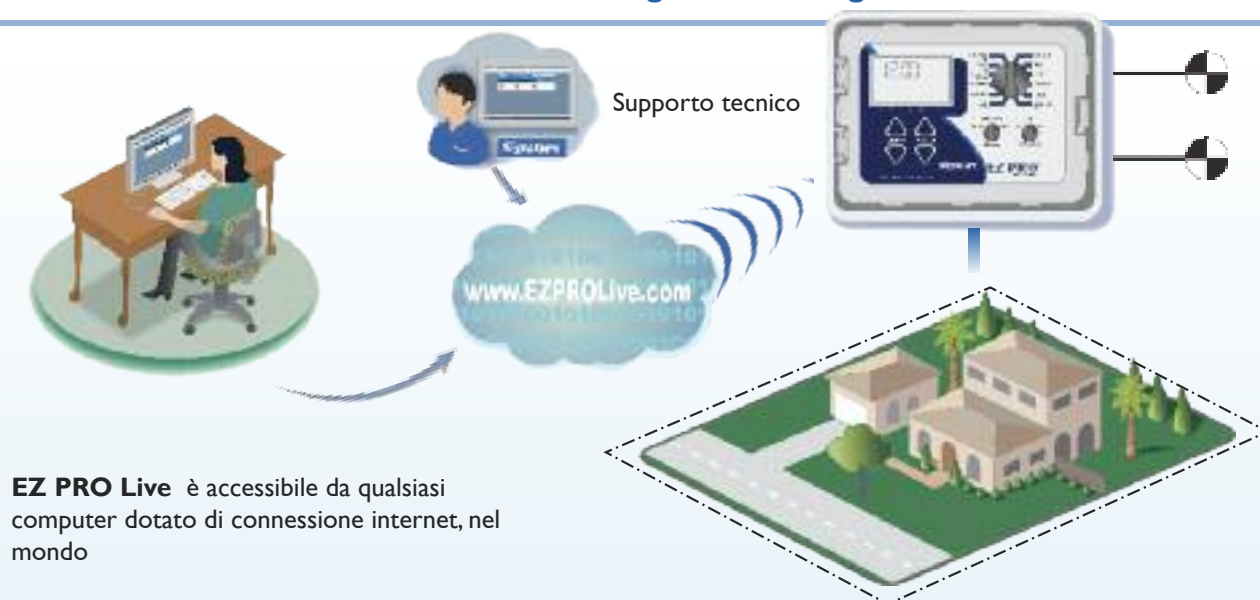 Supporto tecnico
Signature
www.EZPROLive.com
EZ PRO
EZ PRO Live è accessibile da qualsiasi
computer dotato di connessione internet, nel
mondo